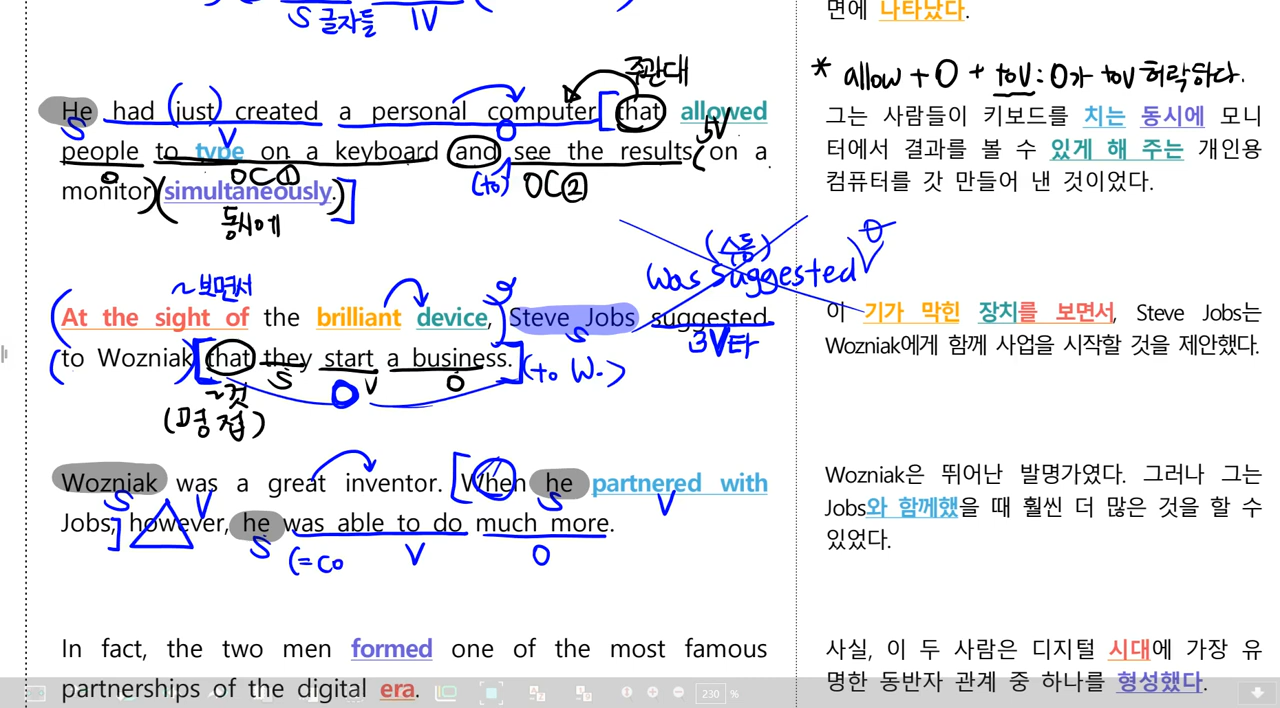 S 글자들 1V
면에 나타났다.
주관대
* allow + O + toV : O가 toV 허락하다.
He had (just) created a personal computer [that allowed
S V O 5V
people to type on a keyboard and see the results (on a
O OC① (to) OC②
monitor) (simultaneously.)]
동시에
그는 사람들이 키보드를 치는 동시에 모니
터에서 결과를 볼 수 있게 해 주는 개인용
컴퓨터를 갓 만들어 낸 것이었다.
(수동)
was suggested
~보면서
(At the sight of the brilliant device,) Steve Jobs suggested
S 3V타
(to Wozniak) [that they start a business.] (to W.)
S V O
~것 O
(명접)
이 기가 막힌 장치를 보면서, Steve Jobs는
Wozniak에게 함께 사업을 시작할 것을 제안했다.
Wozniak was a great inventor. [When he partnered with
S V S V
Jobs,] however, he was able to do much more.
S (=co V O
Wozniak은 뛰어난 발명가였다. 그러나 그는
Jobs와 함께했을 때 훨씬 더 많은 것을 할 수
있었다.
In fact, the two men formed one of the most famous
partnerships of the digital era.
사실, 이 두 사람은 디지털 시대에 가장 유
명한 동반자 관계 중 하나를 형성했다.
230 %